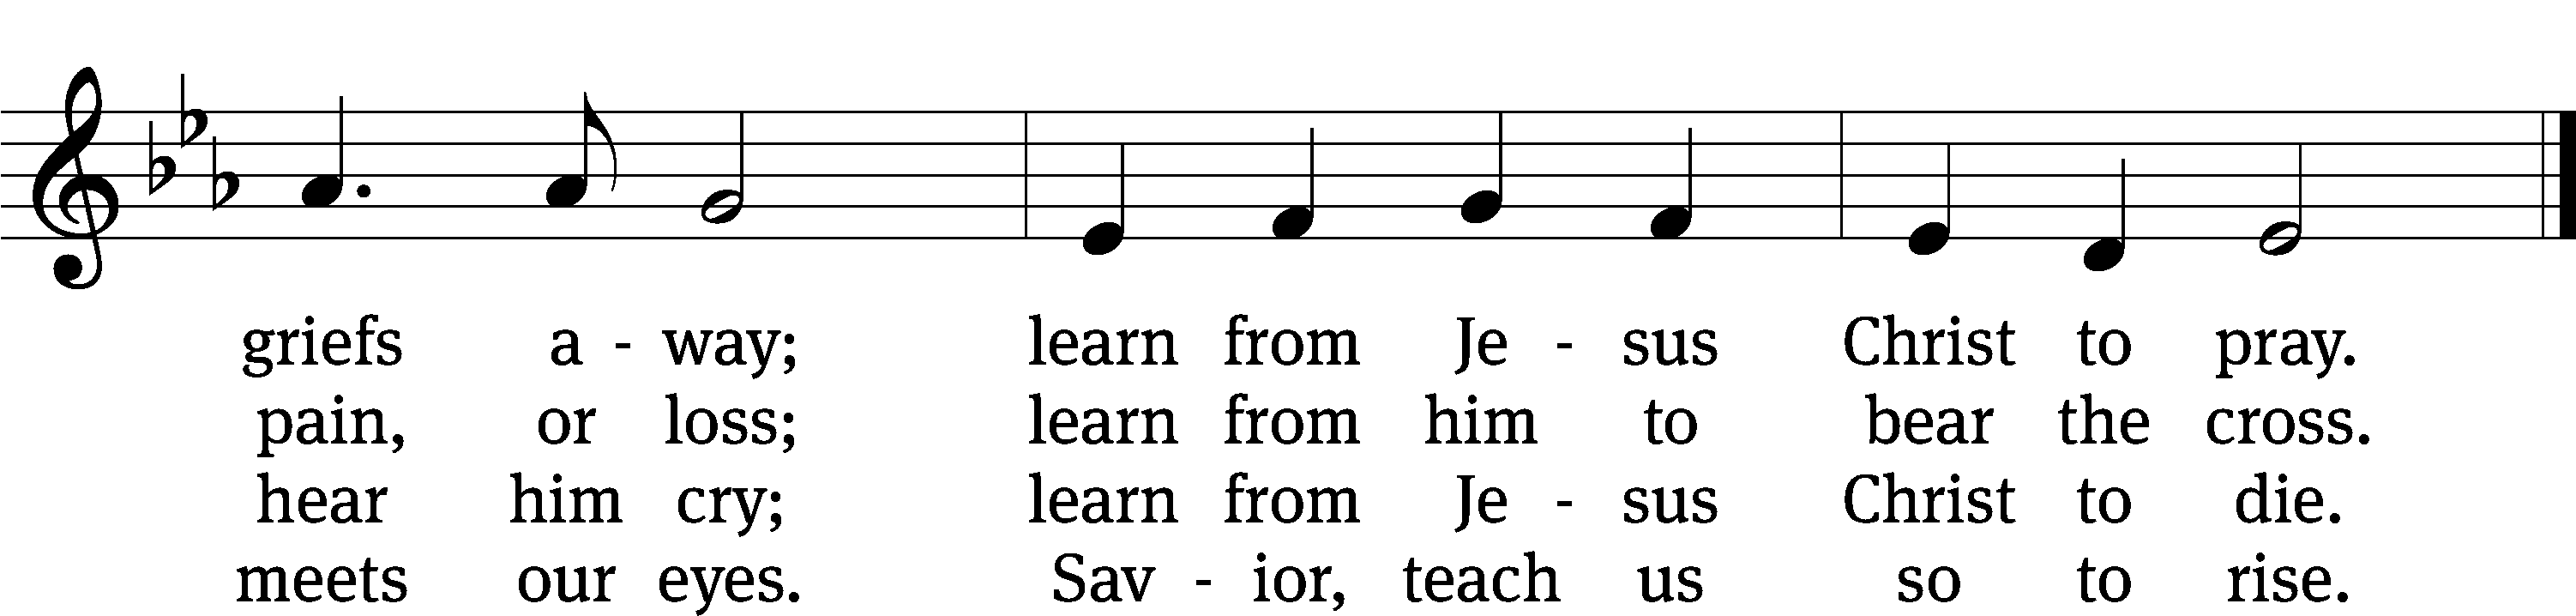 griefs a - way; learn from Je - sus Christ to pray.
pain, or loss; learn from him to bear the cross.
hear him cry; learn from Je - sus Christ to die.
meets our eyes. Sav - ior, teach us so to rise.